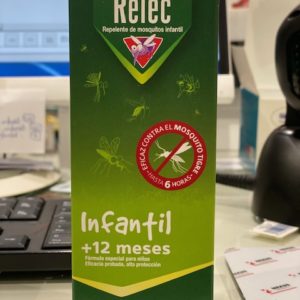 Relec
Repelente de mosquitos infantil
EFICAZ CONTRA EL MOSQUITO TIGRE
HASTA 6 HORAS
Infantil
+12 meses
Fórmula especial para niños
Eficacia probada, alta protección